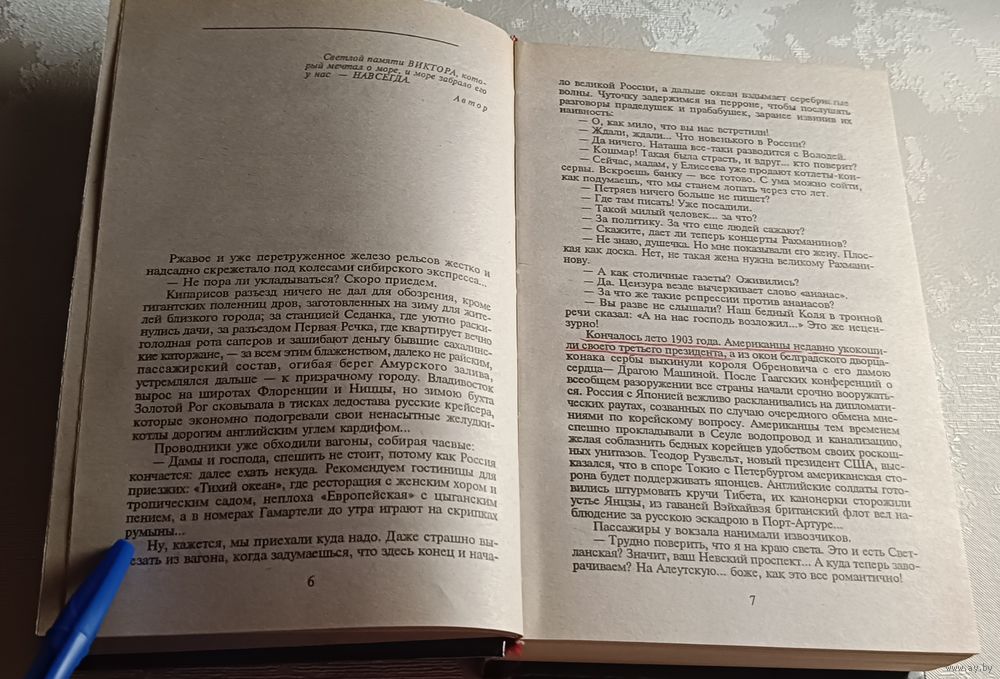 Светлой памяти ВИКТОРА, кото-
рый мечтал о море, и море забрало его
у нас — НАВСЕГДА.
Автор
Ржавое и уже перетруженное железо рельсов жестко и
надсадно скрежетало под колесами сибирского экспресса...
— Не пора ли укладываться? Скоро приедем.
Кипарисов разъезд ничего не дал для обозрения, кроме
гигантских поленниц дров, заготовленных на зиму для жите-
лей близкого города; за станцией Седанка, где уютно раски-
нулись дачи, за разъездом Первая Речка, где квартирует вечно
голодная рота саперов и зашибают деньгу бывшие сахалинс-
кие каторжане, — за всем этим блаженством, далеко не райским,
пассажирский состав, огибая берег Амурского залива,
устремлялся дальше — к призрачному городу. Владивосток
вырос на широтах Флоренции и Ниццы, но зимою бухта
Золотой Рог сковывала в тисках ледостава русские крейсера,
которые экономно подогревали свои ненасытные желудки-
котлы дорогим английским углем кардифом...
Проводники уже обходили вагоны, собирая чаевые:
— Дамы и господа, спешить не стоит, потому как Россия
кончается: далее ехать некуда. Рекомендуем гостиницы для
приезжих: «Тихий океан», где ресторация с женским хором и
тропическим садом, неплоха «Европейская» с цыганским
пением, а в номерах Гамартели до утра играют на скрипках
румыны...
Ну, кажется, мы приехали куда надо. Даже страшно вы-
езать из вагона, когда задумаешься, что здесь конец и нача-
6
ло великой России, а дальше океан вздымает серебристые
волны. Чуточку задержимся на перроне, чтобы послушать
разговоры прадедушек и прабабушек, заранее извинив их
наивность:
— О, как мило, что вы нас встретили!
— Ждали, ждали... Что новенького в России?
— Да ничего. Наташа все-таки разводится с Володей.
— Кошмар! Такая была страсть, и вдруг... кто поверит?
— Сейчас, мадам, у Елисеева уже продают котлеты-кон-
сервы. Вскроешь банку — все готово. С ума можно сойти,
как подумаешь, что мы станем лопать через сто лет.
— Петряев ничего больше не пишет?
— Где там писать! Уже посадили.
— Такой милый человек... за что?
— За политику. За что еще людей сажают?
— Скажите, дает ли теперь концерты Рахманинов?
— Не знаю, душечка. Но мне показывали его жену. Плос-
кая как доска. Нет, не такая жена нужна великому Рахмани-
нову.
— А как столичные газеты? Оживились?
— Да. Цензура везде вычеркивает слово «ананас».
— За что же такие репрессии против ананасов?
— Вы разве не слышали? Наш бедный Коля в тронной
речи сказал: «А на нас господь возложил...» Это же нецен-
зурно!
Кончалось лето 1903 года. Американцы недавно укокоши-
ли своего третьего президента, а из окон белградского дворца-
конака сербы выкинули короля Обреновича с его дамою
сердца— Драгою Машиной. После Гаагских конференций о
всеобщем разоружении все страны начали срочно вооружать-
ся. Россия с Японией вежливо раскланивались на дипломати-
ческих раутах, созванных по случаю очередного обмена мне-
ниями по корейскому вопросу. Американцы тем временем
спешно прокладывали в Сеуле водопровод и канализацию,
желая соблазнить бедных корейцев удобством своих роскош-
ных унитазов. Теодор Рузвельт, новый президент США, выс-
казался, что в споре Токио с Петербургом американская сто-
рона будет поддерживать японцев. Английские солдаты гото-
вились штурмовать кручи Тибета, их канонерки сторожили
устье Янцзы, из гаваней Вэйхайвэя британский флот вел на-
блюдение за русскою эскадрою в Порт-Артуре...
Пассажиры у вокзала нанимали извозчиков.
— Трудно поверить, что я на краю света. Это и есть Свет-
ланская? Значит, ваш Невский проспект... А куда теперь заво-
рачиваем? На Алеутскую... боже, как это все романтично!
7
www.ay.by